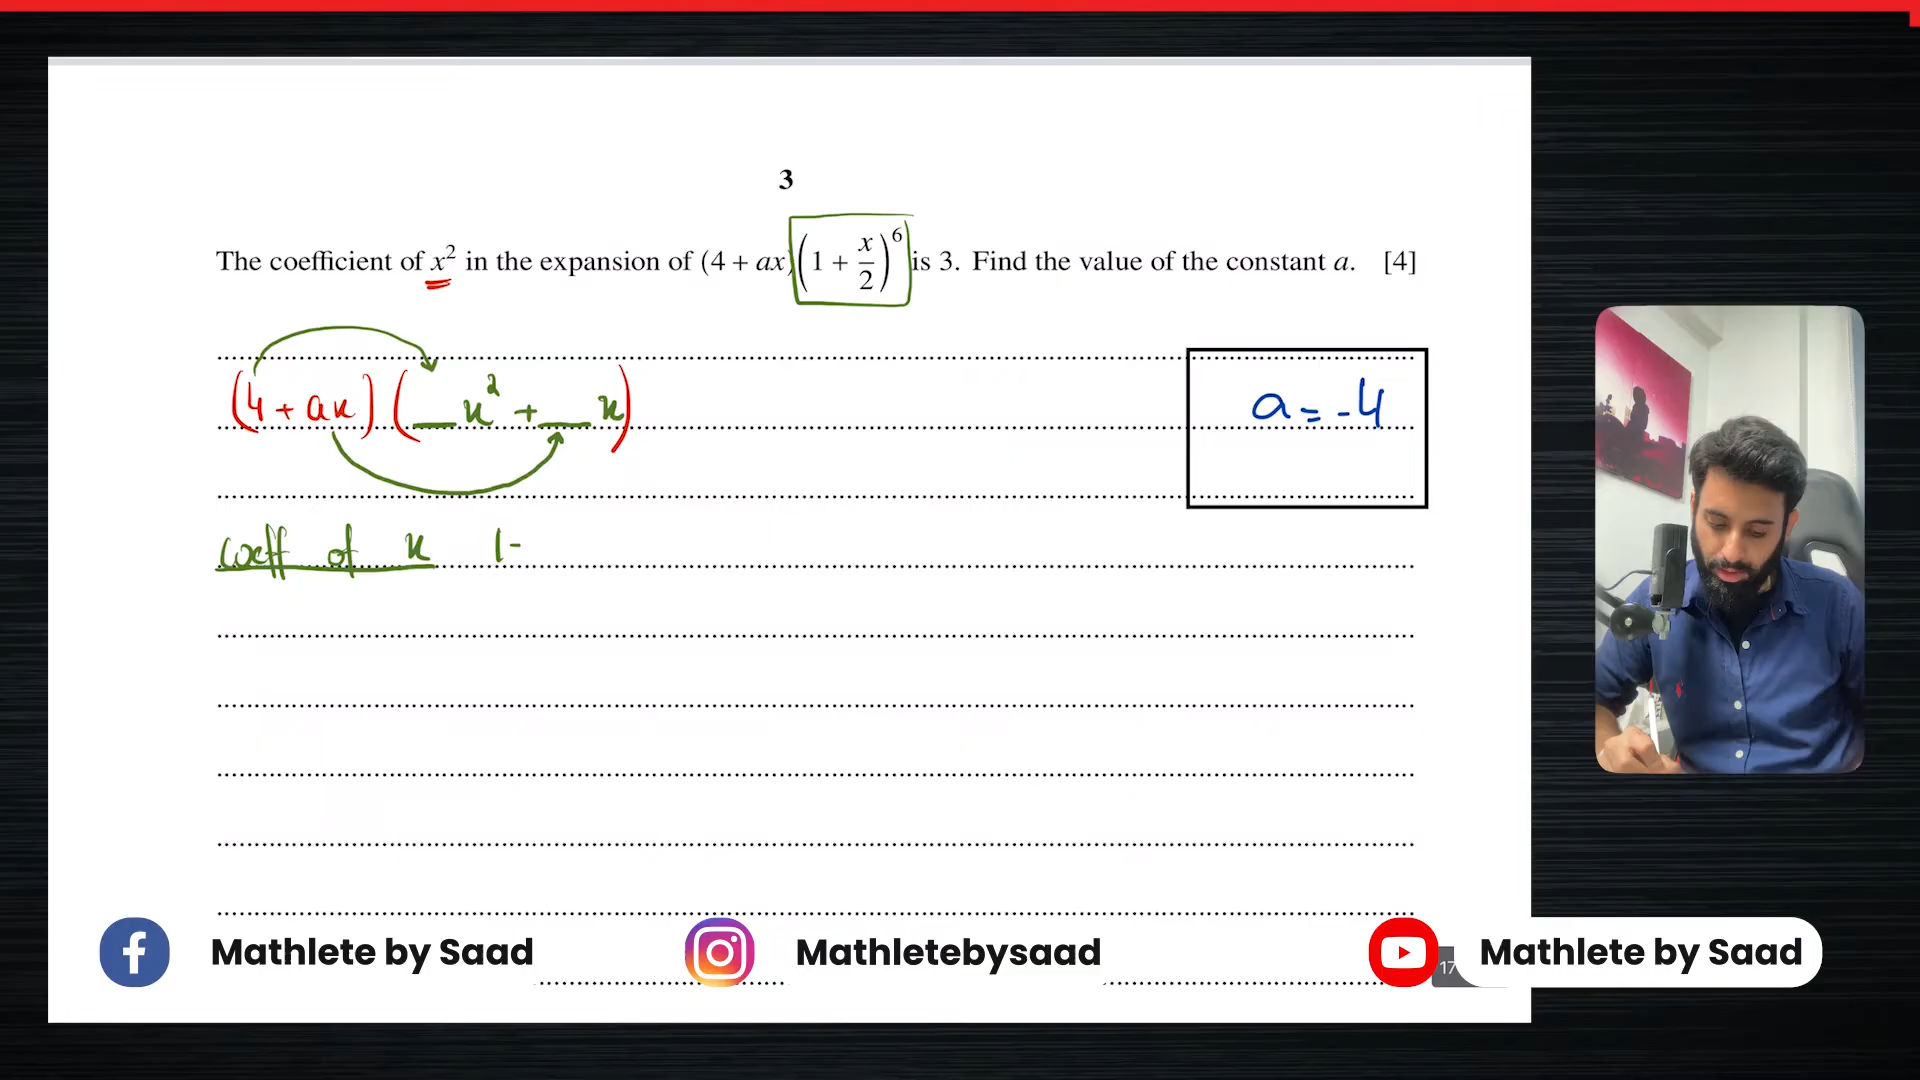 3
The coefficient of x² in the expansion of (4 + ax)(1 + x/2)⁶ is 3. Find the value of the constant a. [4]
(4 + ax) (__x² + __x)
a = -4
coeff of x
Mathlete by Saad
Mathletebysaad
17
Mathlete by Saad